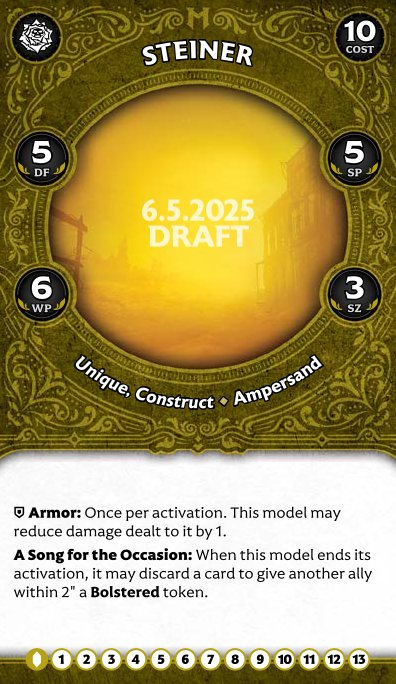 STEINER
10
COST
5
DF
5
SP
6.5.2025
DRAFT
6
WP
3
SZ
Unique, Construct ⬥ Ampersand
Armor: Once per activation. This model may
reduce damage dealt to it by 1.
A Song for the Occasion: When this model ends its
activation, it may discard a card to give another ally
within 2" a Bolstered token.
1 2 3 4 5 6 7 8 9 10 11 12 13